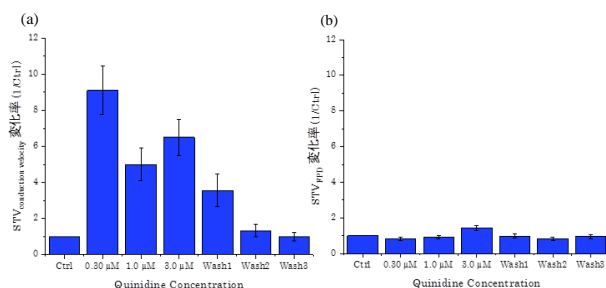 (a)
STV conduction velocity 変化率 (1/Ctrl)
12
10
8
6
4
2
0
Ctrl 0.30 µM 1.0 µM 3.0 µM Wash1 Wash2 Wash3
Quinidine Concentration
(b)
STV FPD 変化率 (1/Ctrl)
12
10
8
6
4
2
0
Ctrl 0.30 µM 1.0 µM 3.0 µM Wash1 Wash2 Wash3
Quinidine Concentration